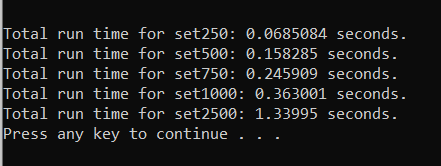 Total run time for set250: 0.0685084 seconds.
Total run time for set500: 0.158285 seconds.
Total run time for set750: 0.245909 seconds.
Total run time for set1000: 0.363001 seconds.
Total run time for set2500: 1.33995 seconds.
Press any key to continue . . .